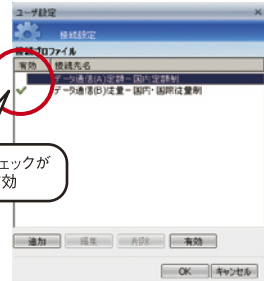 ユーザ設定
接続設定
接続プロファイル
有効 接続先名
データ通信(A)定額-国内定額制
データ通信(B)従量-国内・国際従量制
ェックが
効
追加 編集 削除 有効
OK キャンセル